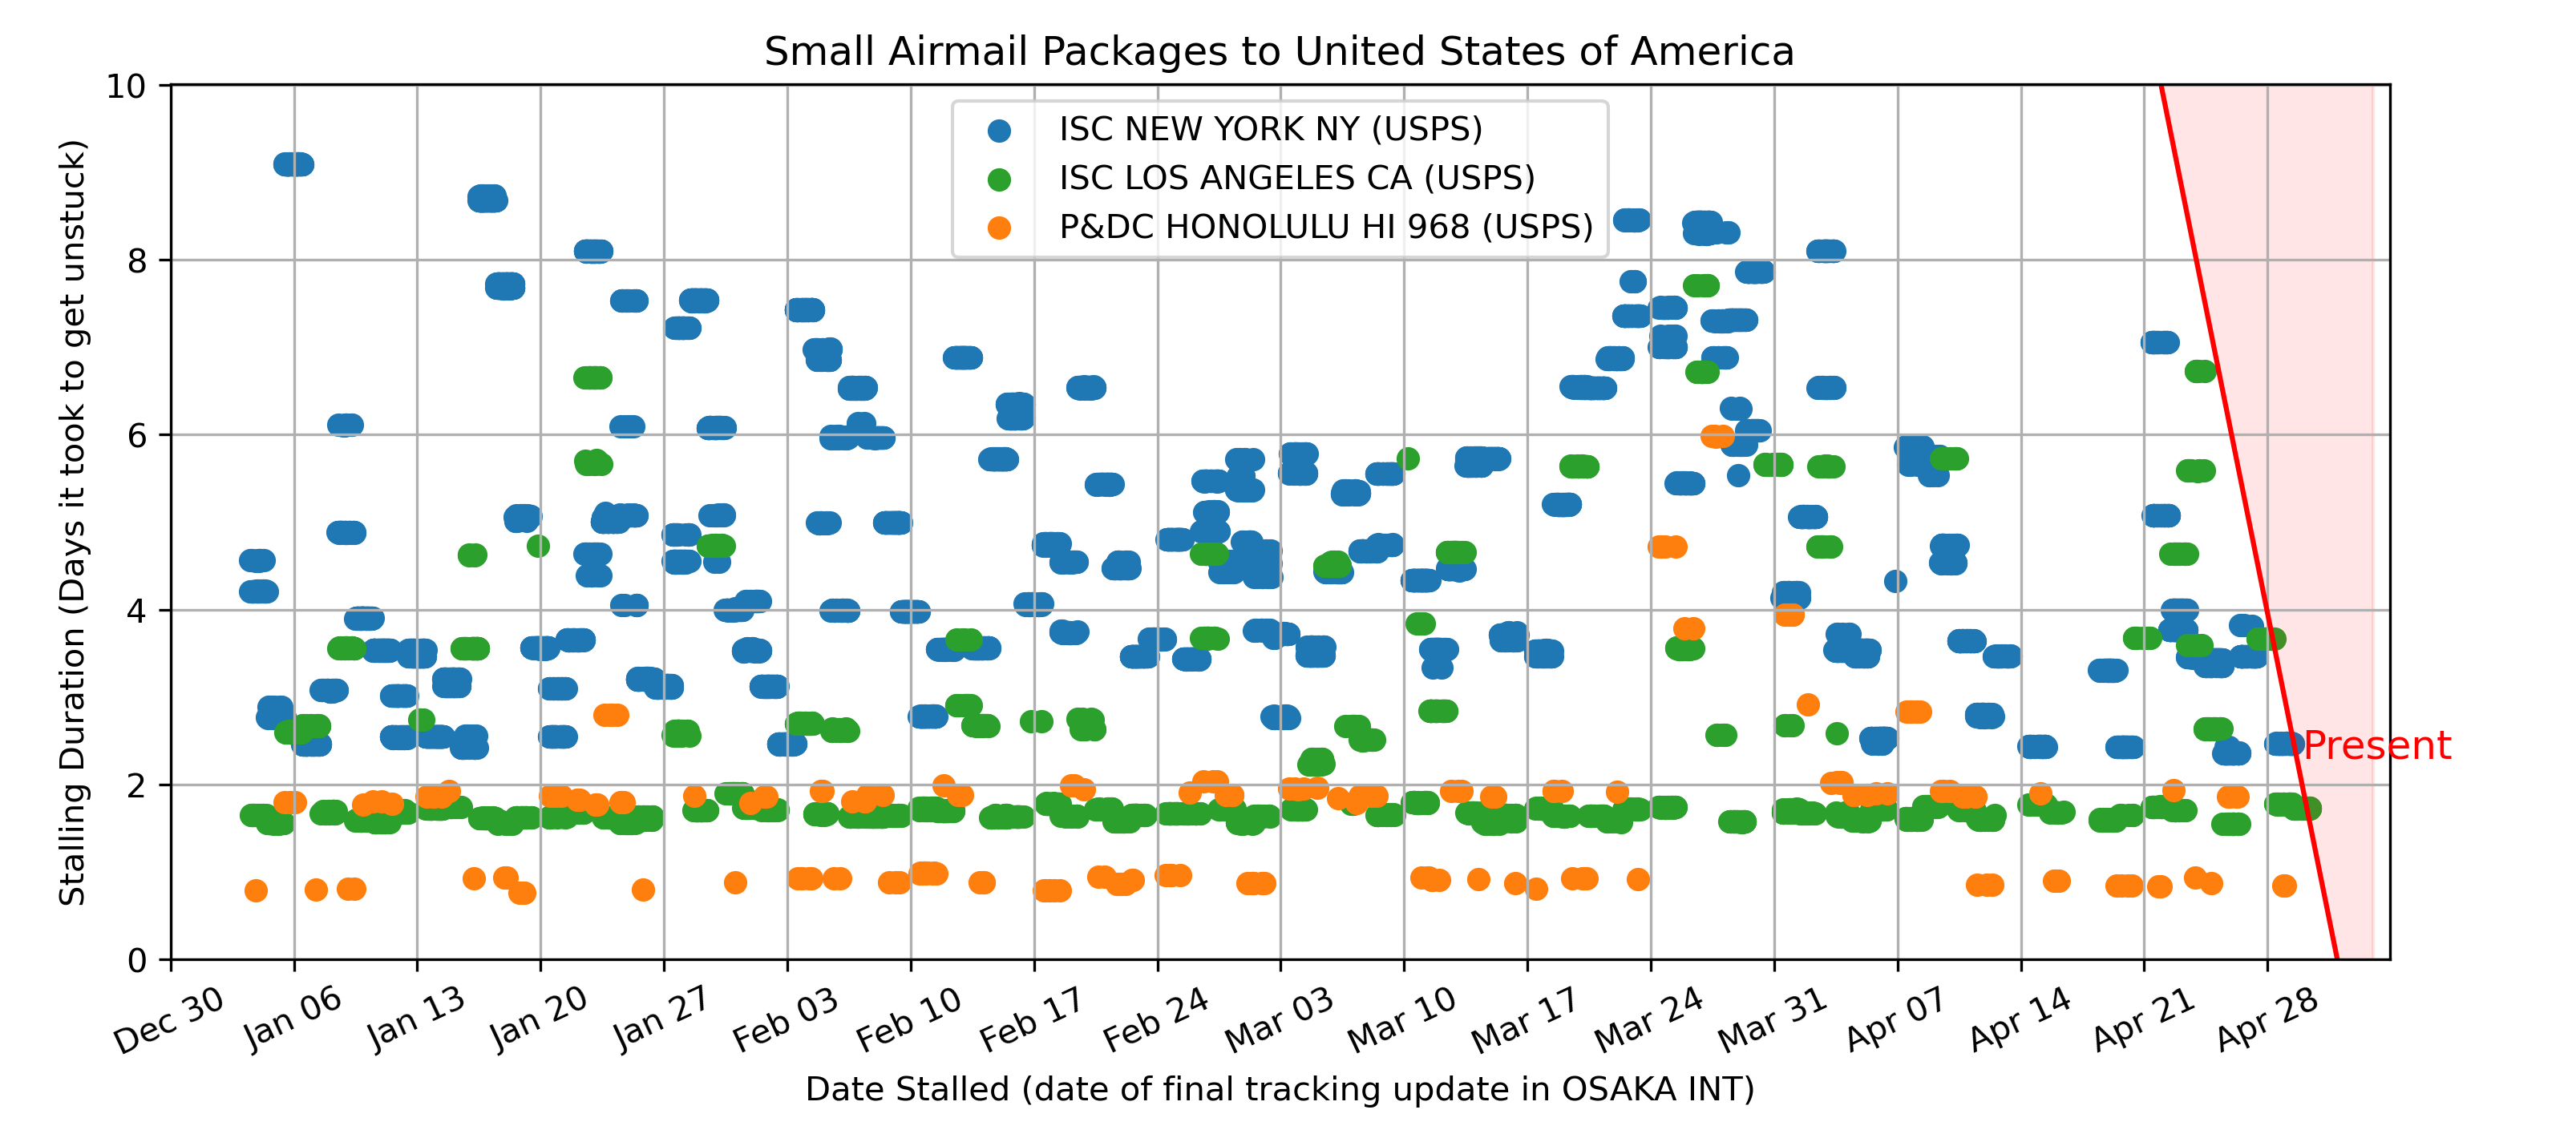 Small Airmail Packages to United States of America
ISC NEW YORK NY (USPS)
ISC LOS ANGELES CA (USPS)
P&DC HONOLULU HI 968 (USPS)
Stalling Duration (Days it took to get unstuck)
10
8
6
4
2
0
Present
Dec 30
Jan 06
Jan 13
Jan 20
Jan 27
Feb 03
Feb 10
Feb 17
Feb 24
Mar 03
Mar 10
Mar 17
Mar 24
Mar 31
Apr 07
Apr 14
Apr 21
Apr 28
Date Stalled (date of final tracking update in OSAKA INT)